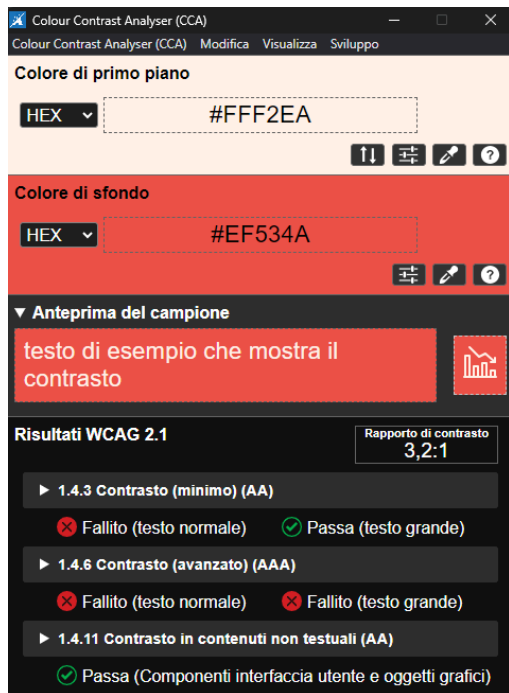 Colour Contrast Analyser (CCA)
Colour Contrast Analyser (CCA) Modifica Visualizza Sviluppo
Colore di primo piano
HEX #FFF2EA
?
Colore di sfondo
HEX #EF534A
?
▼ Anteprima del campione
testo di esempio che mostra il
contrasto
Risultati WCAG 2.1
Rapporto di contrasto
3,2:1
▶ 1.4.3 Contrasto (minimo) (AA)
Fallito (testo normale) Passa (testo grande)
▶ 1.4.6 Contrasto (avanzato) (AAA)
Fallito (testo normale) Fallito (testo grande)
▶ 1.4.11 Contrasto in contenuti non testuali (AA)
Passa (Componenti interfaccia utente e oggetti grafici)